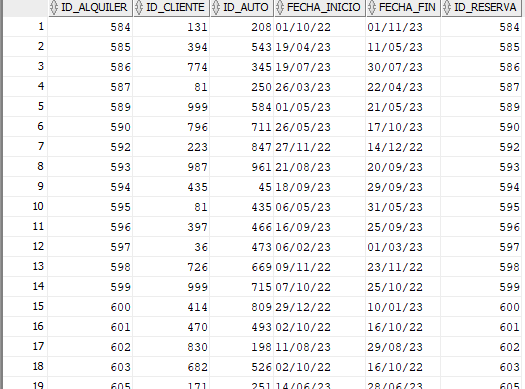 ID_ALQUILER ID_CLIENTE ID_AUTO FECHA_INICIO FECHA_FIN ID_RESERVA
1 584 131 208 01/10/22 01/11/23 584
2 585 394 543 19/04/23 11/05/23 585
3 586 774 345 19/07/23 30/07/23 586
4 587 81 250 26/03/23 22/04/23 587
5 589 999 584 01/05/23 21/05/23 589
6 590 796 711 26/05/23 17/10/23 590
7 592 223 847 27/11/22 14/12/22 592
8 593 987 961 21/08/23 20/09/23 593
9 594 435 45 18/09/23 29/09/23 594
10 595 81 435 06/05/23 31/05/23 595
11 596 397 466 16/09/23 25/09/23 596
12 597 36 473 06/02/23 01/03/23 597
13 598 726 669 09/11/22 23/11/22 598
14 599 999 715 07/10/22 25/10/22 599
15 600 414 809 29/12/22 10/01/23 600
16 601 470 493 02/10/22 16/10/22 601
17 602 830 198 11/08/23 29/08/23 602
18 603 682 526 02/10/22 16/10/22 603
19 605 171 251 14/06/23 28/06/23 605